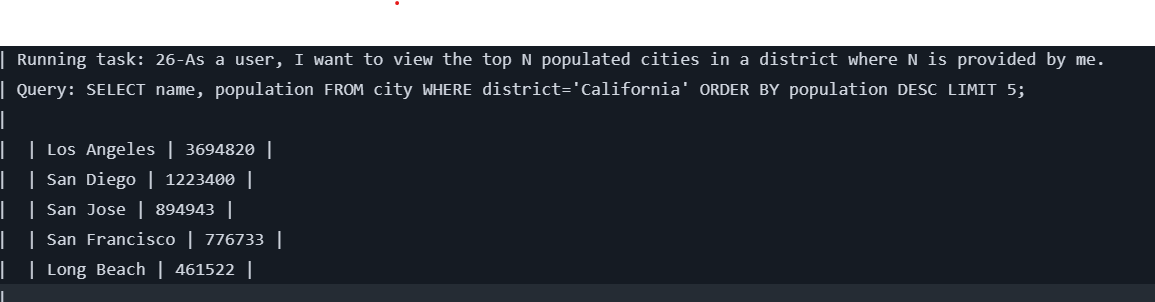 | Running task: 26-As a user, I want to view the top N populated cities in a district where N is provided by me.
| Query: SELECT name, population FROM city WHERE district='California' ORDER BY population DESC LIMIT 5;
|
|  | Los Angeles | 3694820 |
|  | San Diego | 1223400 |
|  | San Jose | 894943 |
|  | San Francisco | 776733 |
|  | Long Beach | 461522 |
|